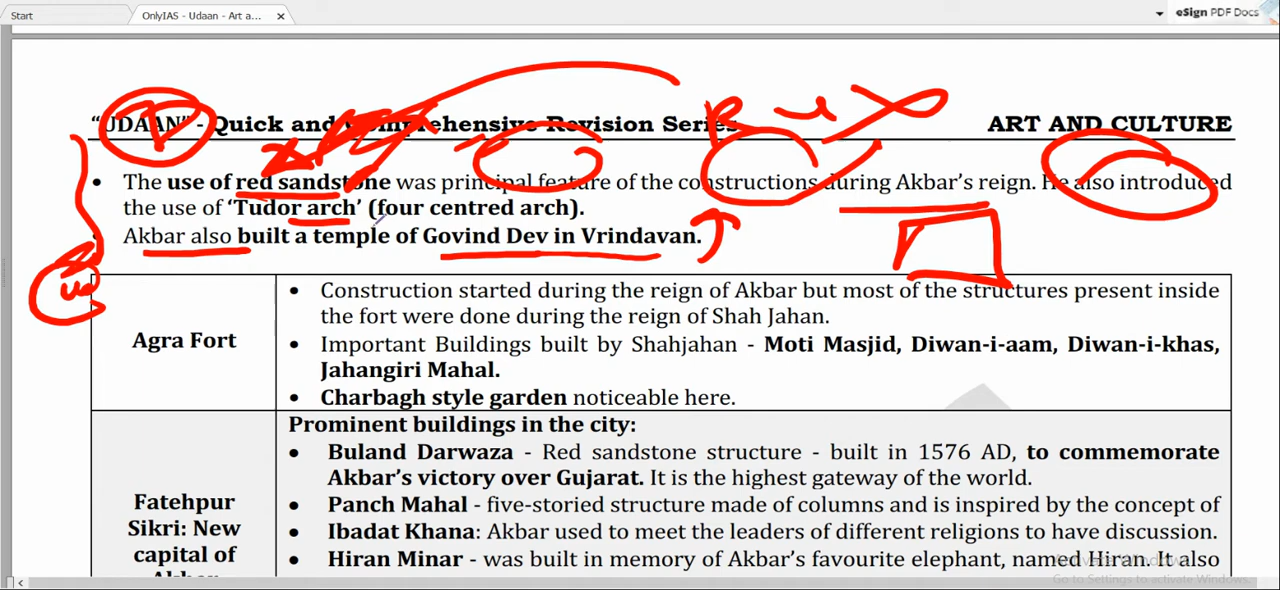 Start
OnlyIAS - Udaan - Art a... ×
eSign PDF Docs
"UDAAN" - Quick and Comprehensive Revision Series
ART AND CULTURE
• The use of red sandstone was principal feature of the constructions during Akbar's reign. He also introduced
the use of 'Tudor arch' (four centred arch).
• Akbar also built a temple of Govind Dev in Vrindavan.
Agra Fort
• Construction started during the reign of Akbar but most of the structures present inside
the fort were done during the reign of Shah Jahan.
• Important Buildings built by Shahjahan - Moti Masjid, Diwan-i-aam, Diwan-i-khas,
Jahangiri Mahal.
• Charbagh style garden noticeable here.
Fatehpur
Sikri: New
capital of
Prominent buildings in the city:
• Buland Darwaza - Red sandstone structure - built in 1576 AD, to commemorate
Akbar's victory over Gujarat. It is the highest gateway of the world.
• Panch Mahal - five-storied structure made of columns and is inspired by the concept of
• Ibadat Khana: Akbar used to meet the leaders of different religions to have discussion.
• Hiran Minar - was built in memory of Akbar's favourite elephant, named Hiran. It also
Activate Windows
Go to Settings to activate Windows.